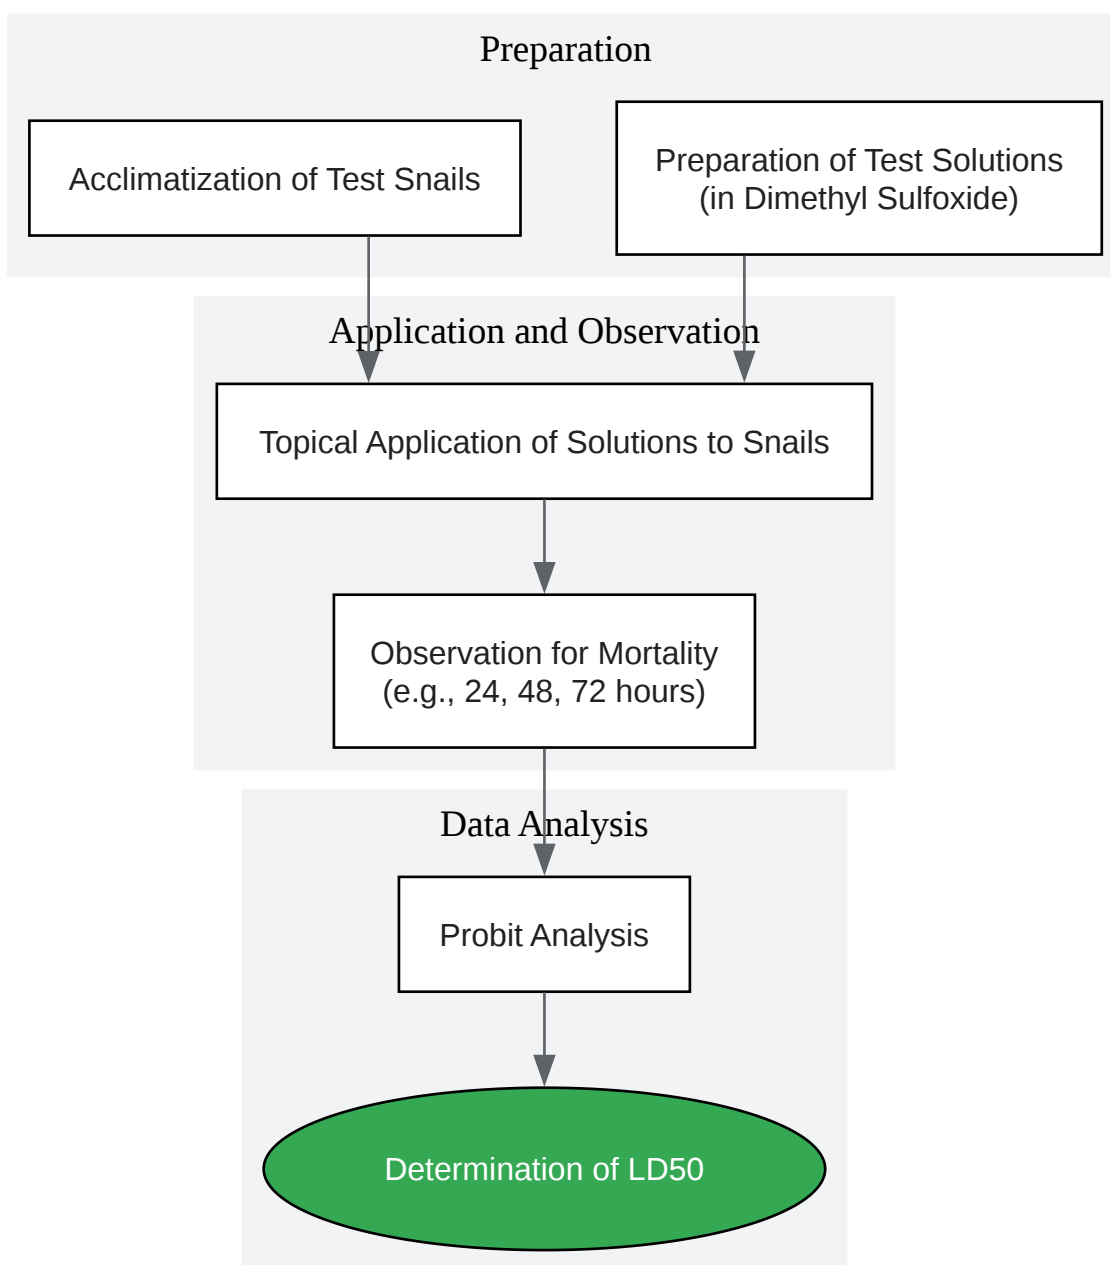 Preparation
Acclimatization of Test Snails
Preparation of Test Solutions
(in Dimethyl Sulfoxide)
Application and Observation
Topical Application of Solutions to Snails
Observation for Mortality
(e.g., 24, 48, 72 hours)
Data Analysis
Probit Analysis
Determination of LD50